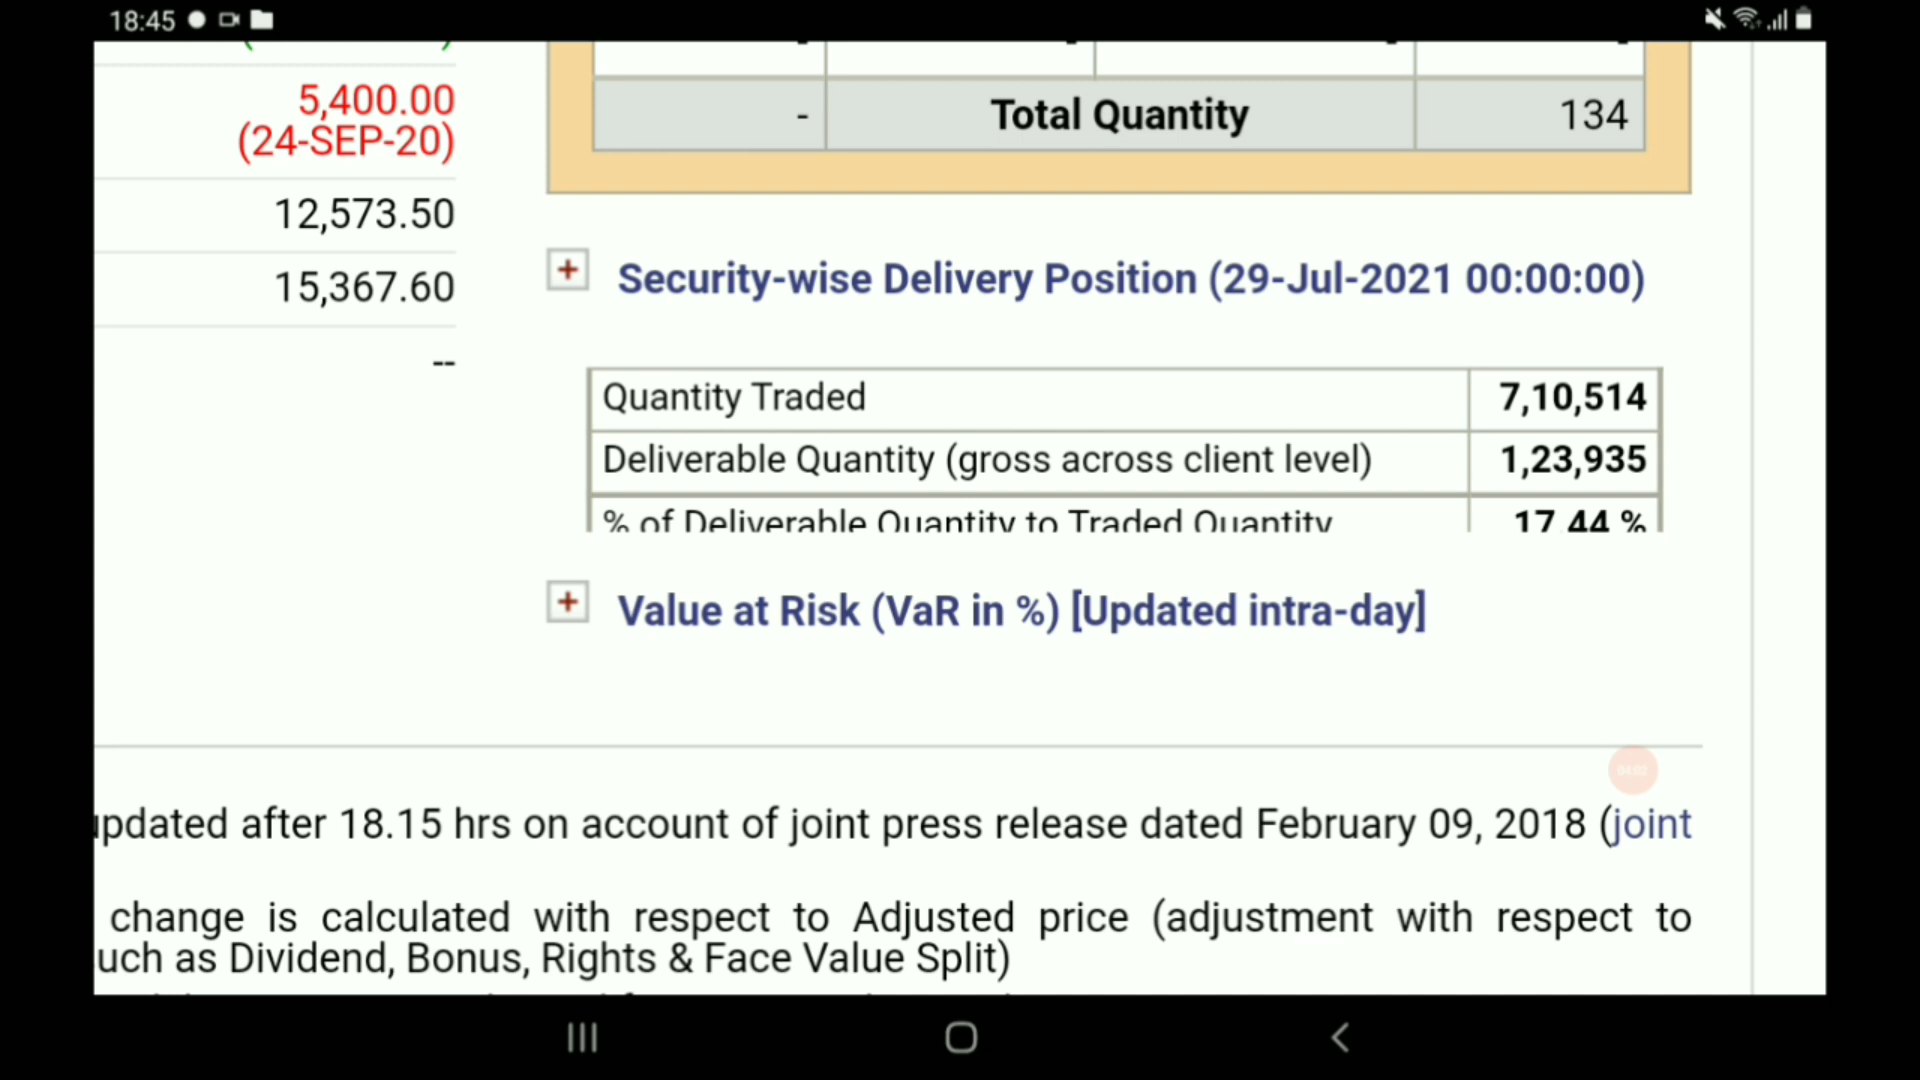 18:45
5,400.00
(24-SEP-20)
12,573.50
15,367.60
--
- Total Quantity 134
Security-wise Delivery Position (29-Jul-2021 00:00:00)
Quantity Traded 7,10,514
Deliverable Quantity (gross across client level) 1,23,935
% of Deliverable Quantity to Traded Quantity 17.44 %
Value at Risk (VaR in %) [Updated intra-day]
04:02
updated after 18.15 hrs on account of joint press release dated February 09, 2018 (joint
change is calculated with respect to Adjusted price (adjustment with respect to
uch as Dividend, Bonus, Rights & Face Value Split)